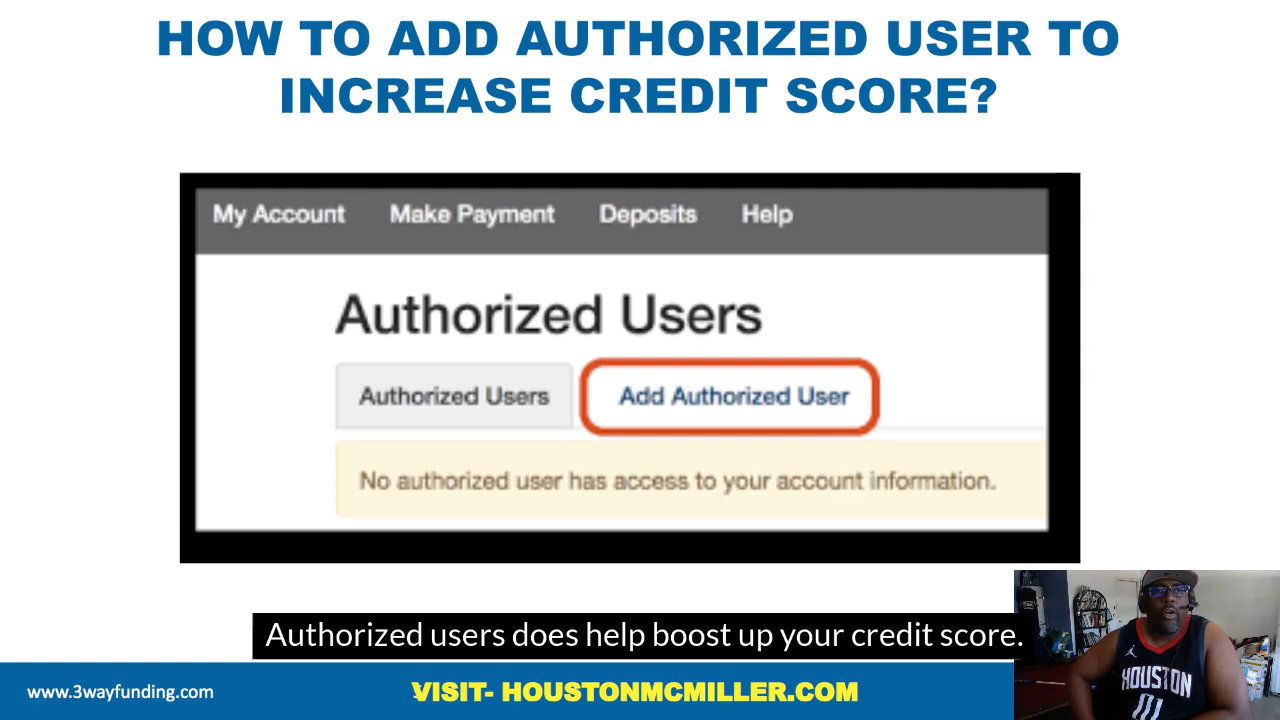 HOW TO ADD AUTHORIZED USER TO
INCREASE CREDIT SCORE?
My Account Make Payment Deposits Help
Authorized Users
Authorized Users Add Authorized User
No authorized user has access to your account information.
Authorized users does help boost up your credit score.
www.3wayfunding.com VISIT- HOUSTONMCMILLER.COM
HOUSTON